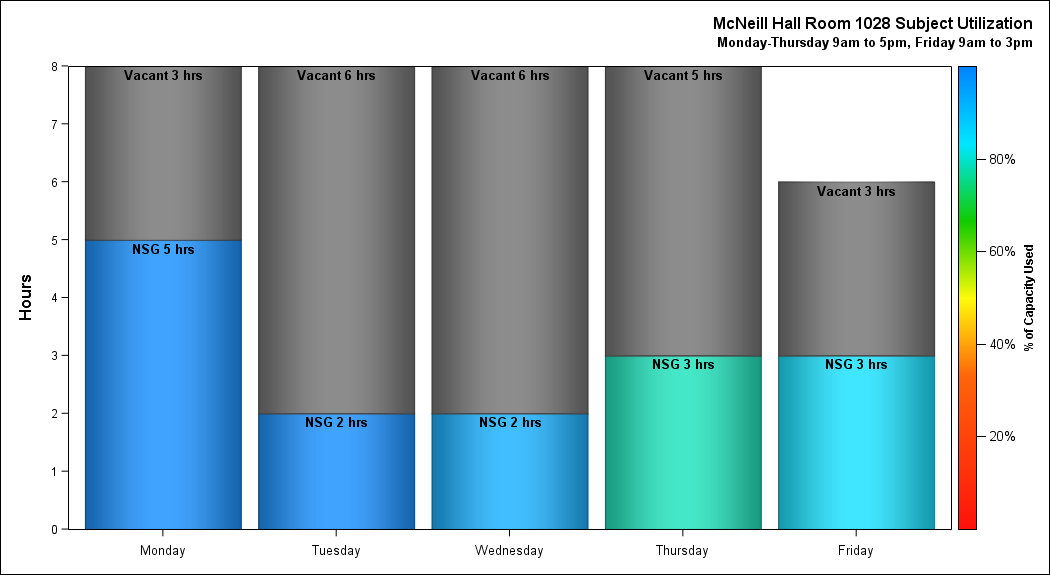 McNeill Hall Room 1028 Subject Utilization
Monday-Thursday 9am to 5pm, Friday 9am to 3pm
8
7
6
5
4
3
2
1
0
Hours
Vacant 3 hrs
NSG 5 hrs
Vacant 6 hrs
NSG 2 hrs
Vacant 6 hrs
NSG 2 hrs
Vacant 5 hrs
NSG 3 hrs
Vacant 3 hrs
NSG 3 hrs
Monday
Tuesday
Wednesday
Thursday
Friday
80%
60%
40%
20%
% of Capacity Used